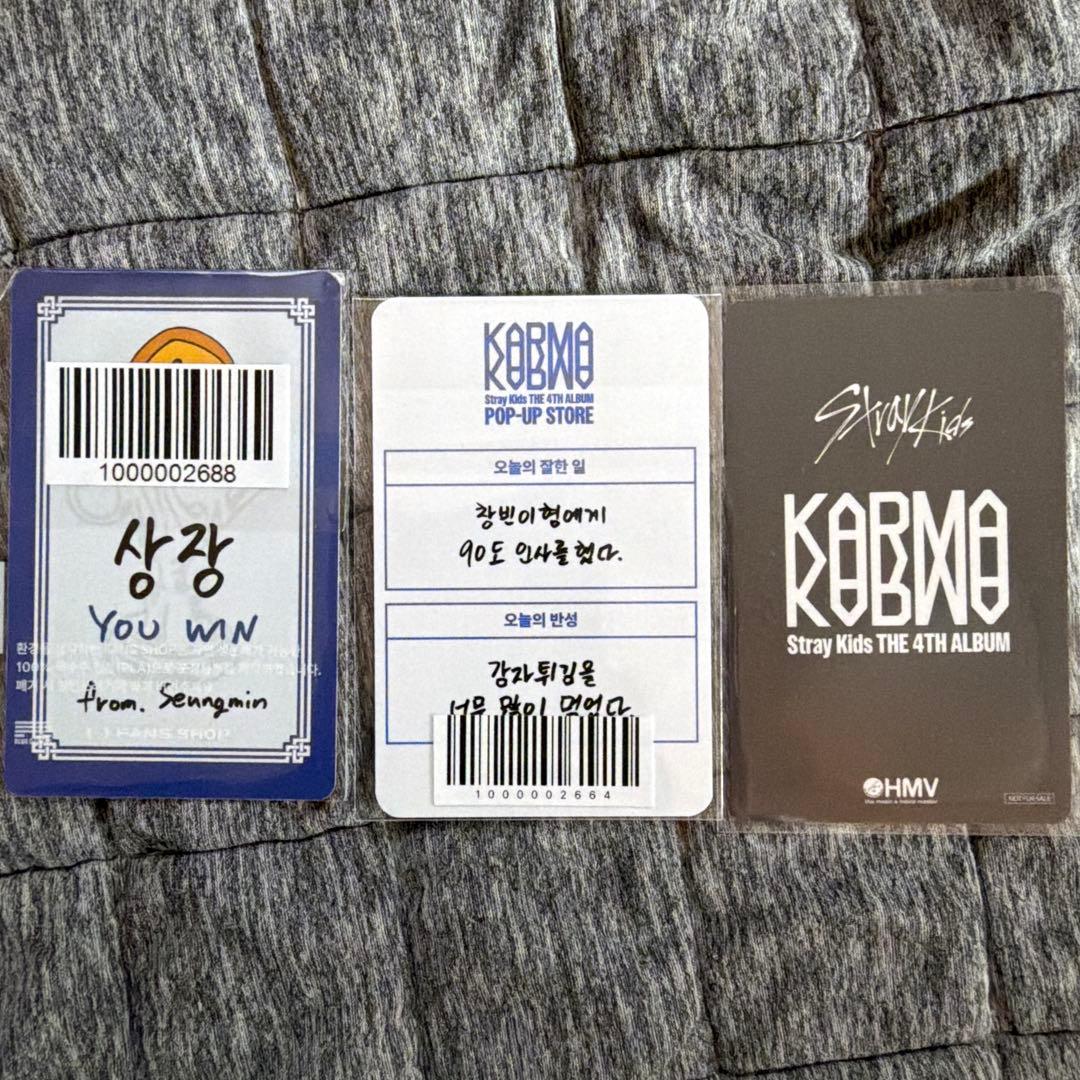 1000002688
상장
YOU WIN
100%
from. Seungmin
FANS SHOP
KARMA
Stray Kids THE 4TH ALBUM
POP-UP STORE
오늘의 잘한 일
창빈이형에게
90도 인사를 했다.
오늘의 반성
감자튀김을
너무 많이 먹었다
1000002664
Stray Kids
KARMA
Stray Kids THE 4TH ALBUM
HMV
NOT FOR SALE